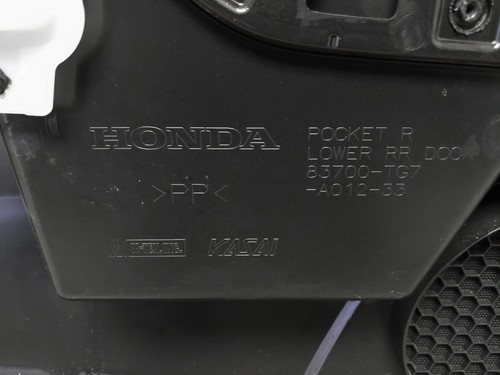 HONDA
POCKET R
LOWER RR DOOR
83700-TG7
-A012-33
>PP<
KASAI